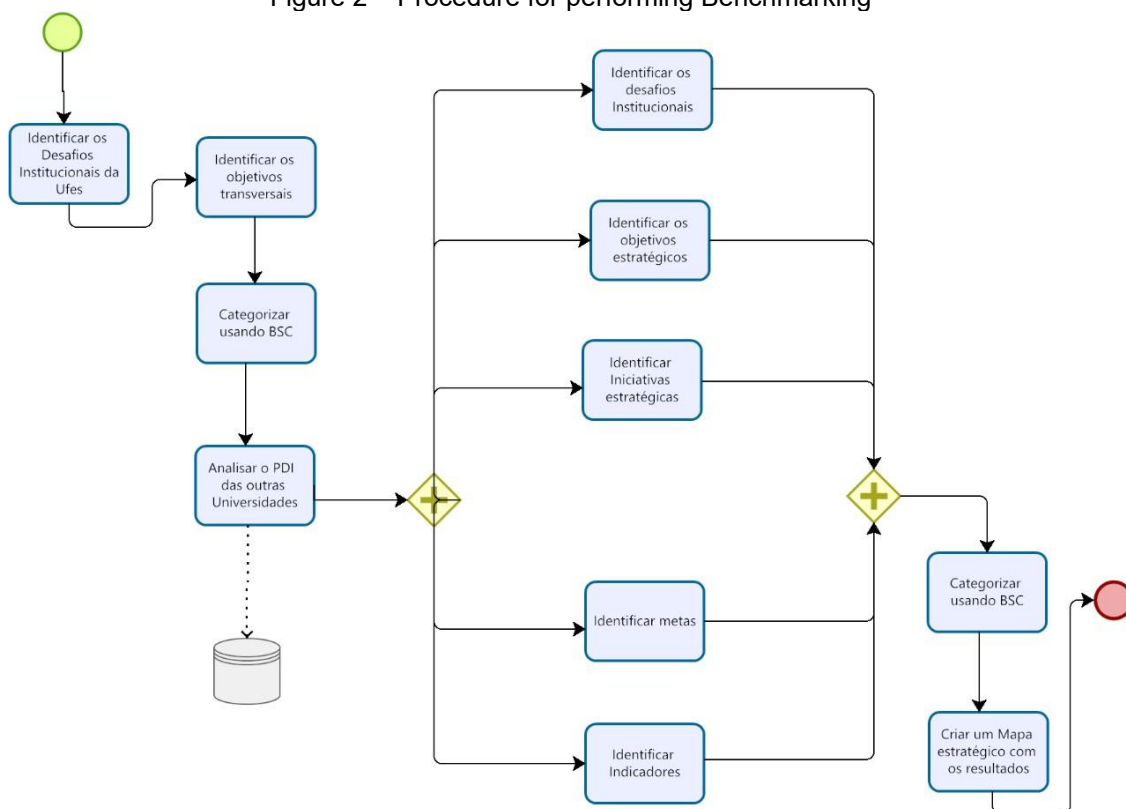 Figure 2 – Procedure for performing Benchmarking
Identificar os
Desafios
Institucionais da
Ufes
Identificar os
objetivos
transversais
Categorizar
usando BSC
Analisar o PDI
das outras
Universidades
Identificar os
desafios
Institucionais
Identificar os
objetivos
estratégicos
Identificar
Iniciativas
estratégicas
Identificar metas
Identificar
Indicadores
Categorizar
usando BSC
Criar um Mapa
estratégico com
os resultados